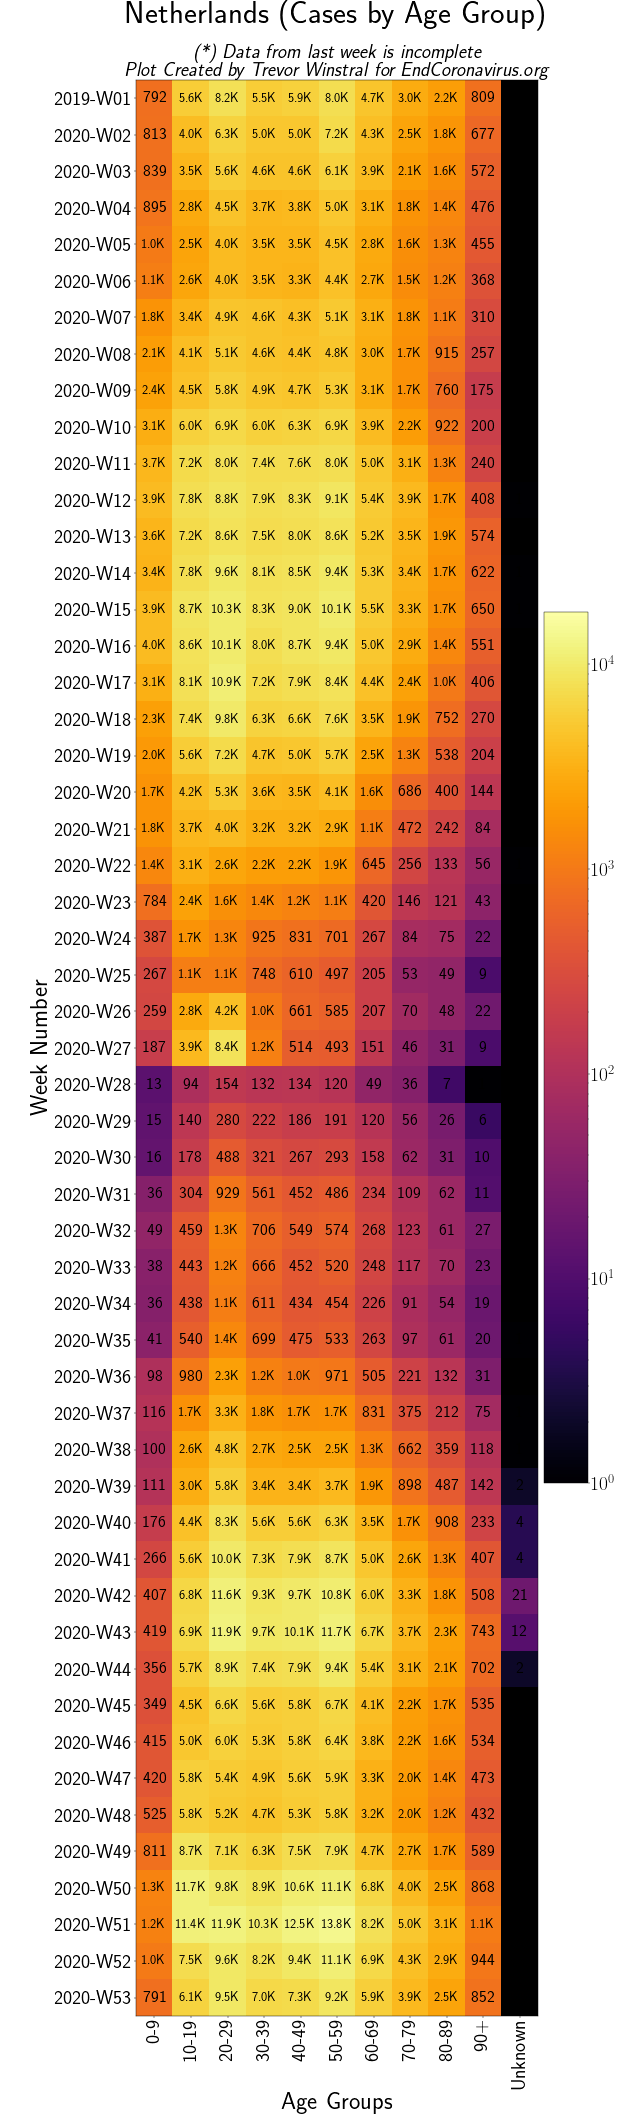 Netherlands (Cases by Age Group)
(*) Data from last week is incomplete
Plot Created by Trevor Winstral for EndCoronavirus.org
2019-W01 792 5.6K 8.2K 5.5K 5.9K 8.0K 4.7K 3.0K 2.2K 809
2020-W02 813 4.0K 6.3K 5.0K 5.0K 7.2K 4.3K 2.5K 1.8K 677
2020-W03 839 3.5K 5.6K 4.6K 4.6K 6.1K 3.9K 2.1K 1.6K 572
2020-W04 895 2.8K 4.5K 3.7K 3.8K 5.0K 3.1K 1.8K 1.4K 476
2020-W05 1.0K 2.5K 4.0K 3.5K 3.5K 4.5K 2.8K 1.6K 1.3K 455
2020-W06 1.1K 2.6K 4.0K 3.5K 3.3K 4.4K 2.7K 1.5K 1.2K 368
2020-W07 1.8K 3.4K 4.9K 4.6K 4.3K 5.1K 3.1K 1.8K 1.1K 310
2020-W08 2.1K 4.1K 5.1K 4.6K 4.4K 4.8K 3.0K 1.7K 915 257
2020-W09 2.4K 4.5K 5.8K 4.9K 4.7K 5.3K 3.1K 1.7K 760 175
2020-W10 3.1K 6.0K 6.9K 6.0K 6.3K 6.9K 3.9K 2.2K 922 200
2020-W11 3.7K 7.2K 8.0K 7.4K 7.6K 8.0K 5.0K 3.1K 1.3K 240
2020-W12 3.9K 7.8K 8.8K 7.9K 8.3K 9.1K 5.4K 3.9K 1.7K 408
2020-W13 3.6K 7.2K 8.6K 7.5K 8.0K 8.6K 5.2K 3.5K 1.9K 574
2020-W14 3.4K 7.8K 9.6K 8.1K 8.5K 9.4K 5.3K 3.4K 1.7K 622
2020-W15 3.9K 8.7K 10.3K 8.3K 9.0K 10.1K 5.5K 3.3K 1.7K 650
2020-W16 4.0K 8.6K 10.1K 8.0K 8.7K 9.4K 5.0K 2.9K 1.4K 551
2020-W17 3.1K 8.1K 10.9K 7.2K 7.9K 8.4K 4.4K 2.4K 1.0K 406
2020-W18 2.3K 7.4K 9.8K 6.3K 6.6K 7.6K 3.5K 1.9K 752 270
2020-W19 2.0K 5.6K 7.2K 4.7K 5.0K 5.7K 2.5K 1.3K 538 204
2020-W20 1.7K 4.2K 5.3K 3.6K 3.5K 4.1K 1.6K 686 400 144
2020-W21 1.8K 3.7K 4.0K 3.2K 3.2K 2.9K 1.1K 472 242 84
2020-W22 1.4K 3.1K 2.6K 2.2K 2.2K 1.9K 645 256 133 56
2020-W23 784 2.4K 1.6K 1.4K 1.2K 1.1K 420 146 121 43
2020-W24 387 1.7K 1.3K 925 831 701 267 84 75 22
2020-W25 267 1.1K 1.1K 748 610 497 205 53 49 9
2020-W26 259 2.8K 4.2K 1.0K 661 585 207 70 48 22
2020-W27 187 3.9K 8.4K 1.2K 514 493 151 46 31 9
2020-W28 13 94 154 132 134 120 49 36 7
2020-W29 15 140 280 222 186 191 120 56 26 6
2020-W30 16 178 488 321 267 293 158 62 31 10
2020-W31 36 304 929 561 452 486 234 109 62 11
2020-W32 49 459 1.3K 706 549 574 268 123 61 27
2020-W33 38 443 1.2K 666 452 520 248 117 70 23
2020-W34 36 438 1.1K 611 434 454 226 91 54 19
2020-W35 41 540 1.4K 699 475 533 263 97 61 20
2020-W36 98 980 2.3K 1.2K 1.0K 971 505 221 132 31
2020-W37 116 1.7K 3.3K 1.8K 1.7K 1.7K 831 375 212 75
2020-W38 100 2.6K 4.8K 2.7K 2.5K 2.5K 1.3K 662 359 118
2020-W39 111 3.0K 5.8K 3.4K 3.4K 3.7K 1.9K 898 487 142 2
2020-W40 176 4.4K 8.3K 5.6K 5.6K 6.3K 3.5K 1.7K 908 233 4
2020-W41 266 5.6K 10.0K 7.3K 7.9K 8.7K 5.0K 2.6K 1.3K 407 4
2020-W42 407 6.8K 11.6K 9.3K 9.7K 10.8K 6.0K 3.3K 1.8K 508 21
2020-W43 419 6.9K 11.9K 9.7K 10.1K 11.7K 6.7K 3.7K 2.3K 743 12
2020-W44 356 5.7K 8.9K 7.4K 7.9K 9.4K 5.4K 3.1K 2.1K 702 2
2020-W45 349 4.5K 6.6K 5.6K 5.8K 6.7K 4.1K 2.2K 1.7K 535
2020-W46 415 5.0K 6.0K 5.3K 5.8K 6.4K 3.8K 2.2K 1.6K 534
2020-W47 420 5.8K 5.4K 4.9K 5.6K 5.9K 3.3K 2.0K 1.4K 473
2020-W48 525 5.8K 5.2K 4.7K 5.3K 5.8K 3.2K 2.0K 1.2K 432
2020-W49 811 8.7K 7.1K 6.3K 7.5K 7.9K 4.7K 2.7K 1.7K 589
2020-W50 1.3K 11.7K 9.8K 8.9K 10.6K 11.1K 6.8K 4.0K 2.5K 868
2020-W51 1.2K 11.4K 11.9K 10.3K 12.5K 13.8K 8.2K 5.0K 3.1K 1.1K
2020-W52 1.0K 7.5K 9.6K 8.2K 9.4K 11.1K 6.9K 4.3K 2.9K 944
2020-W53 791 6.1K 9.5K 7.0K 7.3K 9.2K 5.9K 3.9K 2.5K 852
0-9 10-19 20-29 30-39 40-49 50-59 60-69 70-79 80-89 90+ Unknown
Age Groups
Week Number
10⁴
10³
10²
10¹
10⁰